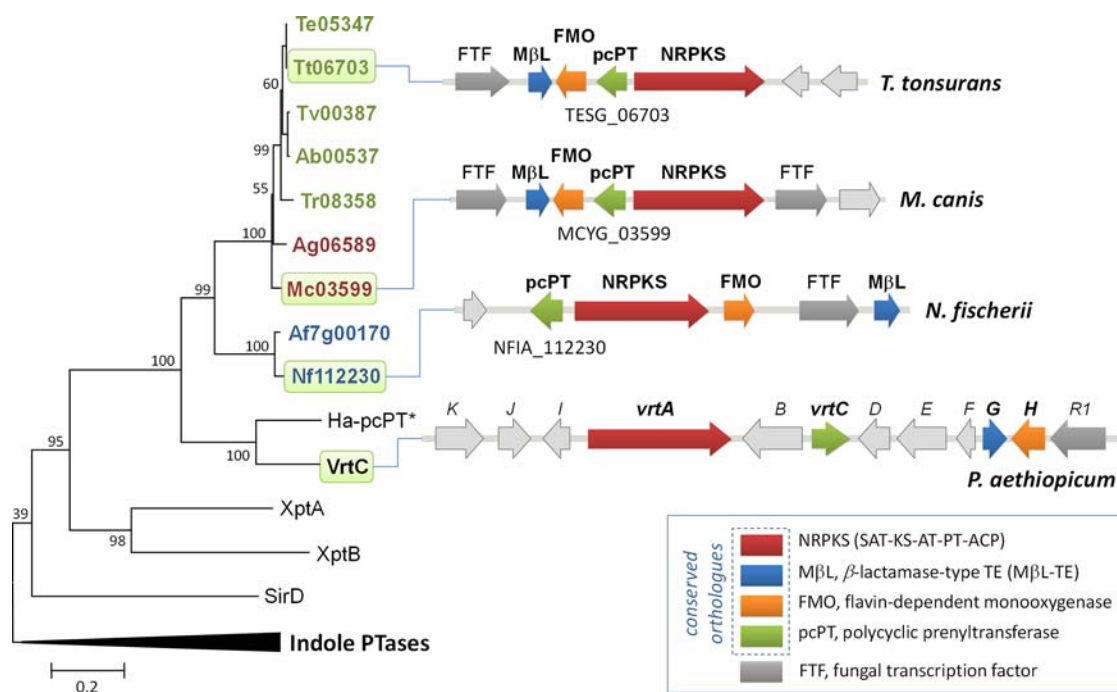 Te05347
Tt06703
Tv00387
Ab00537
Tr08358
Ag06589
Mc03599
Af7g00170
Nf112230
Ha-pcPT*
VrtC
XptA
XptB
SirD
Indole PTases
60
99
55
100
99
100
100
100
95
98
39
0.2
FTF MβL FMO pcPT NRPKS
TESG_06703
T. tonsurans
FTF MβL FMO pcPT NRPKS FTF
MCYG_03599
M. canis
pcPT NRPKS FMO FTF MβL
NFIA_112230
N. fischerii
K J I vrtA B vrtC D E F G H R1
P. aethiopicum
conserved
orthologues
NRPKS (SAT-KS-AT-PT-ACP)
MβL, β-lactamase-type TE (MβL-TE)
FMO, flavin-dependent monooxygenase
pcPT, polycyclic prenyltransferase
FTF, fungal transcription factor